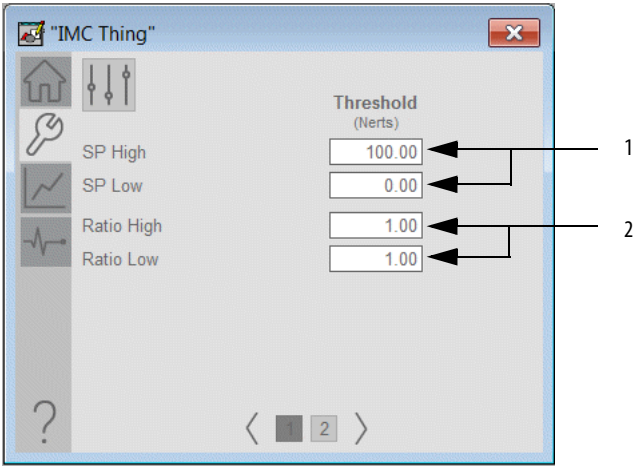 "IMC Thing"
Threshold
(Nerts)
SP High 100.00 1
SP Low 0.00
Ratio High 1.00 2
Ratio Low 1.00
? < 1 2 >